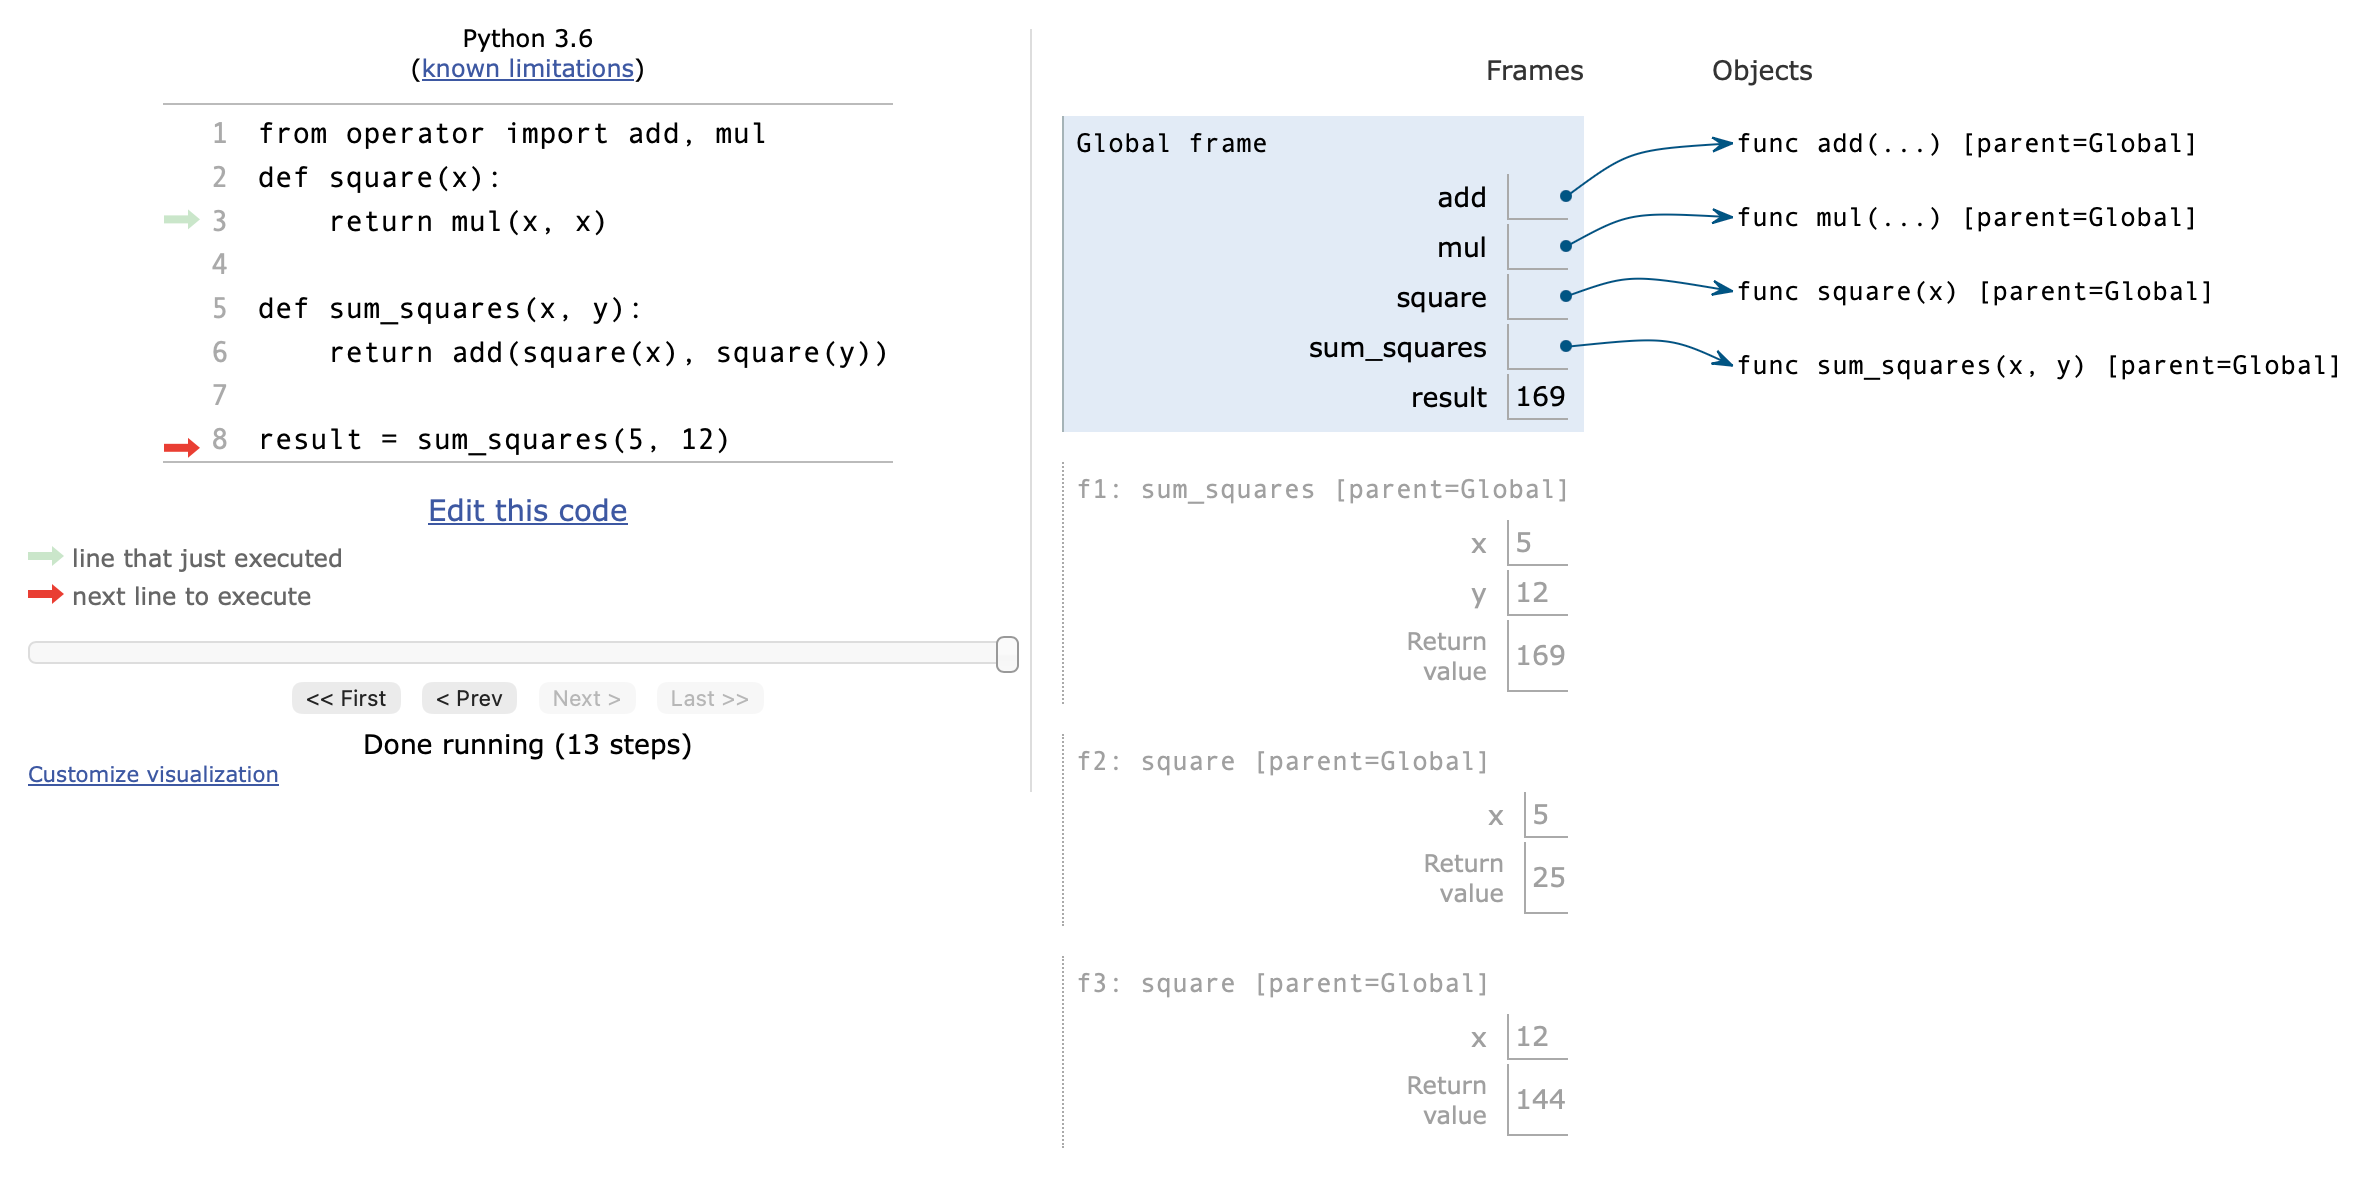 Python 3.6
(known limitations)
1 from operator import add, mul
2 def square(x):
3     return mul(x, x)
4
5 def sum_squares(x, y):
6     return add(square(x), square(y))
7
8 result = sum_squares(5, 12)
Edit this code
line that just executed
next line to execute
<< First < Prev Next > Last >>
Done running (13 steps)
Customize visualization
Frames Objects
Global frame
add
mul
square
sum_squares
result 169
func add(...) [parent=Global]
func mul(...) [parent=Global]
func square(x) [parent=Global]
func sum_squares(x, y) [parent=Global]
f1: sum_squares [parent=Global]
x 5
y 12
Return
value 169
f2: square [parent=Global]
x 5
Return
value 25
f3: square [parent=Global]
x 12
Return
value 144